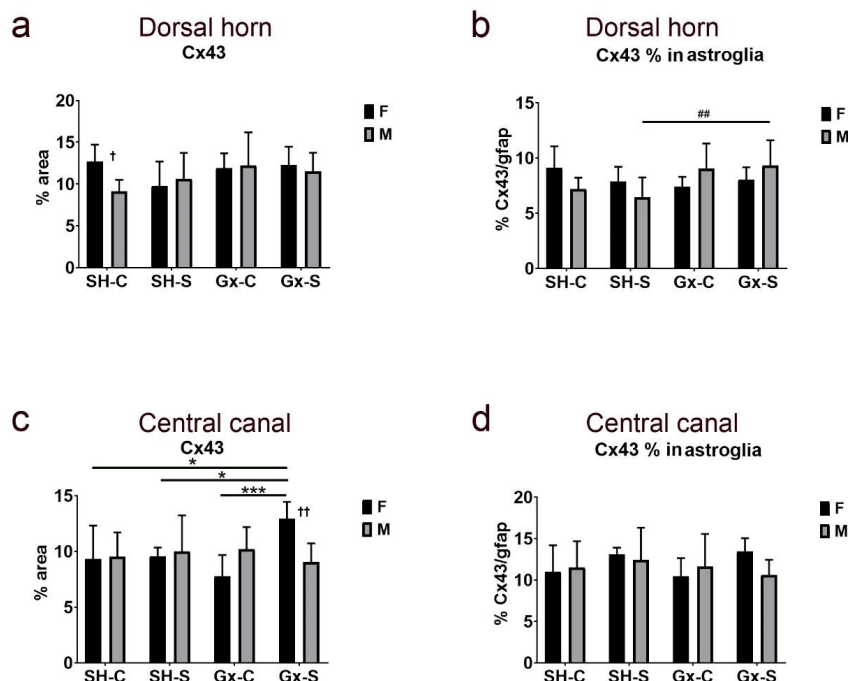 a
Dorsal horn
Cx43
20
15
10
5
0
% area
†
F
M
SH-C SH-S Gx-C Gx-S
b
Dorsal horn
Cx43 % in astroglia
15
10
5
0
% Cx43/gfap
##
F
M
SH-C SH-S Gx-C Gx-S
c
Central canal
Cx43
*
*
***
††
15
10
5
0
% area
F
M
SH-C SH-S Gx-C Gx-S
d
Central canal
Cx43 % in astroglia
20
15
10
5
0
% Cx43/gfap
F
M
SH-C SH-S Gx-C Gx-S